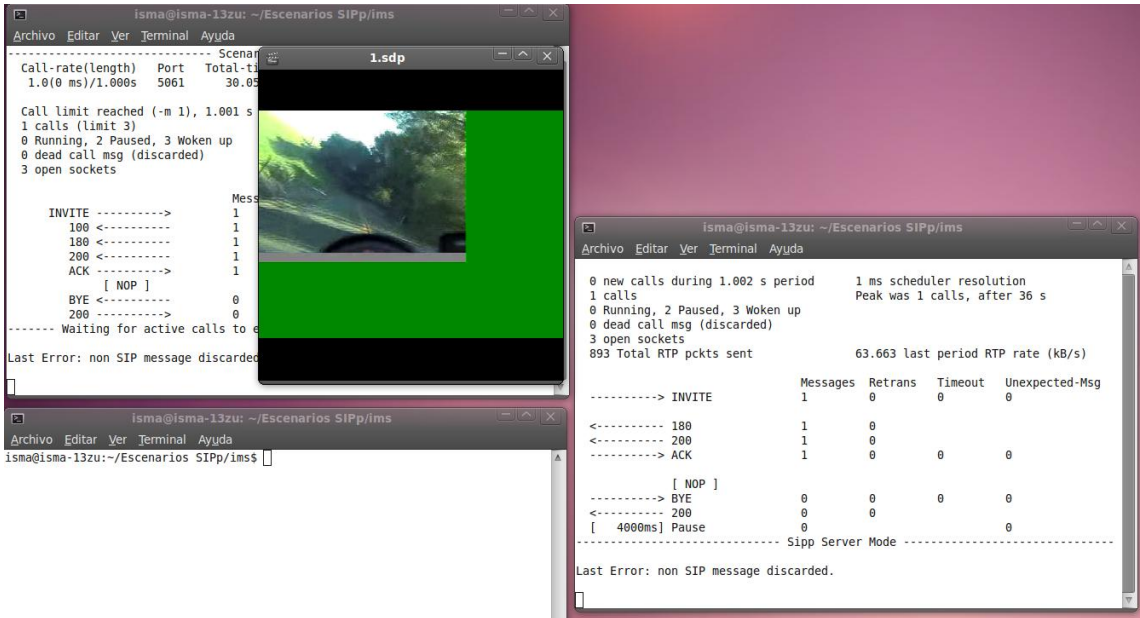 isma@isma-13zu: ~/Escenarios SIPp/ims
Archivo Editar Ver Terminal Ayuda
------------------------------ Scenar
Call-rate(length) Port Total-ti
1.0(0 ms)/1.000s 5061 30.05
Call limit reached (-m 1), 1.001 s
1 calls (limit 3)
0 Running, 2 Paused, 3 Woken up
0 dead call msg (discarded)
3 open sockets
Mess
INVITE ----------> 1
100 <---------- 1
180 <---------- 1
200 <---------- 1
ACK ----------> 1
[ NOP ]
BYE <---------- 0
200 ----------> 0
------- Waiting for active calls to e
Last Error: non SIP message discarded
1.sdp
isma@isma-13zu: ~/Escenarios SIPp/ims
Archivo Editar Ver Terminal Ayuda
isma@isma-13zu:~/Escenarios SIPp/ims$
isma@isma-13zu: ~/Escenarios SIPp/ims
Archivo Editar Ver Terminal Ayuda
0 new calls during 1.002 s period 1 ms scheduler resolution
1 calls Peak was 1 calls, after 36 s
0 Running, 2 Paused, 3 Woken up
0 dead call msg (discarded)
3 open sockets
893 Total RTP pckts sent 63.663 last period RTP rate (kB/s)
Messages Retrans Timeout Unexpected-Msg
----------> INVITE 1 0 0 0
<---------- 180 1 0
<---------- 200 1 0
----------> ACK 1 0 0 0
[ NOP ]
----------> BYE 0 0 0 0
<---------- 200 0 0
[ 4000ms] Pause 0 0
------------------------------ Sipp Server Mode -------------------------------
Last Error: non SIP message discarded.